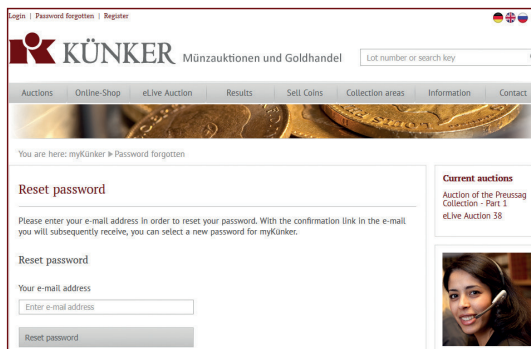 Login | Password forgotten | Register
KÜNKER Münzauktionen und Goldhandel
Lot number or search key
Auctions
Online-Shop
eLive Auction
Results
Sell Coins
Collection areas
Information
Contact
You are here: myKünker ▶ Password forgotten
Reset password
Please enter your e-mail address in order to reset your password. With the confirmation link in the e-mail
you will subsequently receive, you can select a new password for myKünker.
Reset password
Your e-mail address
Enter e-mail address
Reset password
Current auctions
Auction of the Preussag
Collection - Part 1
eLive Auction 38